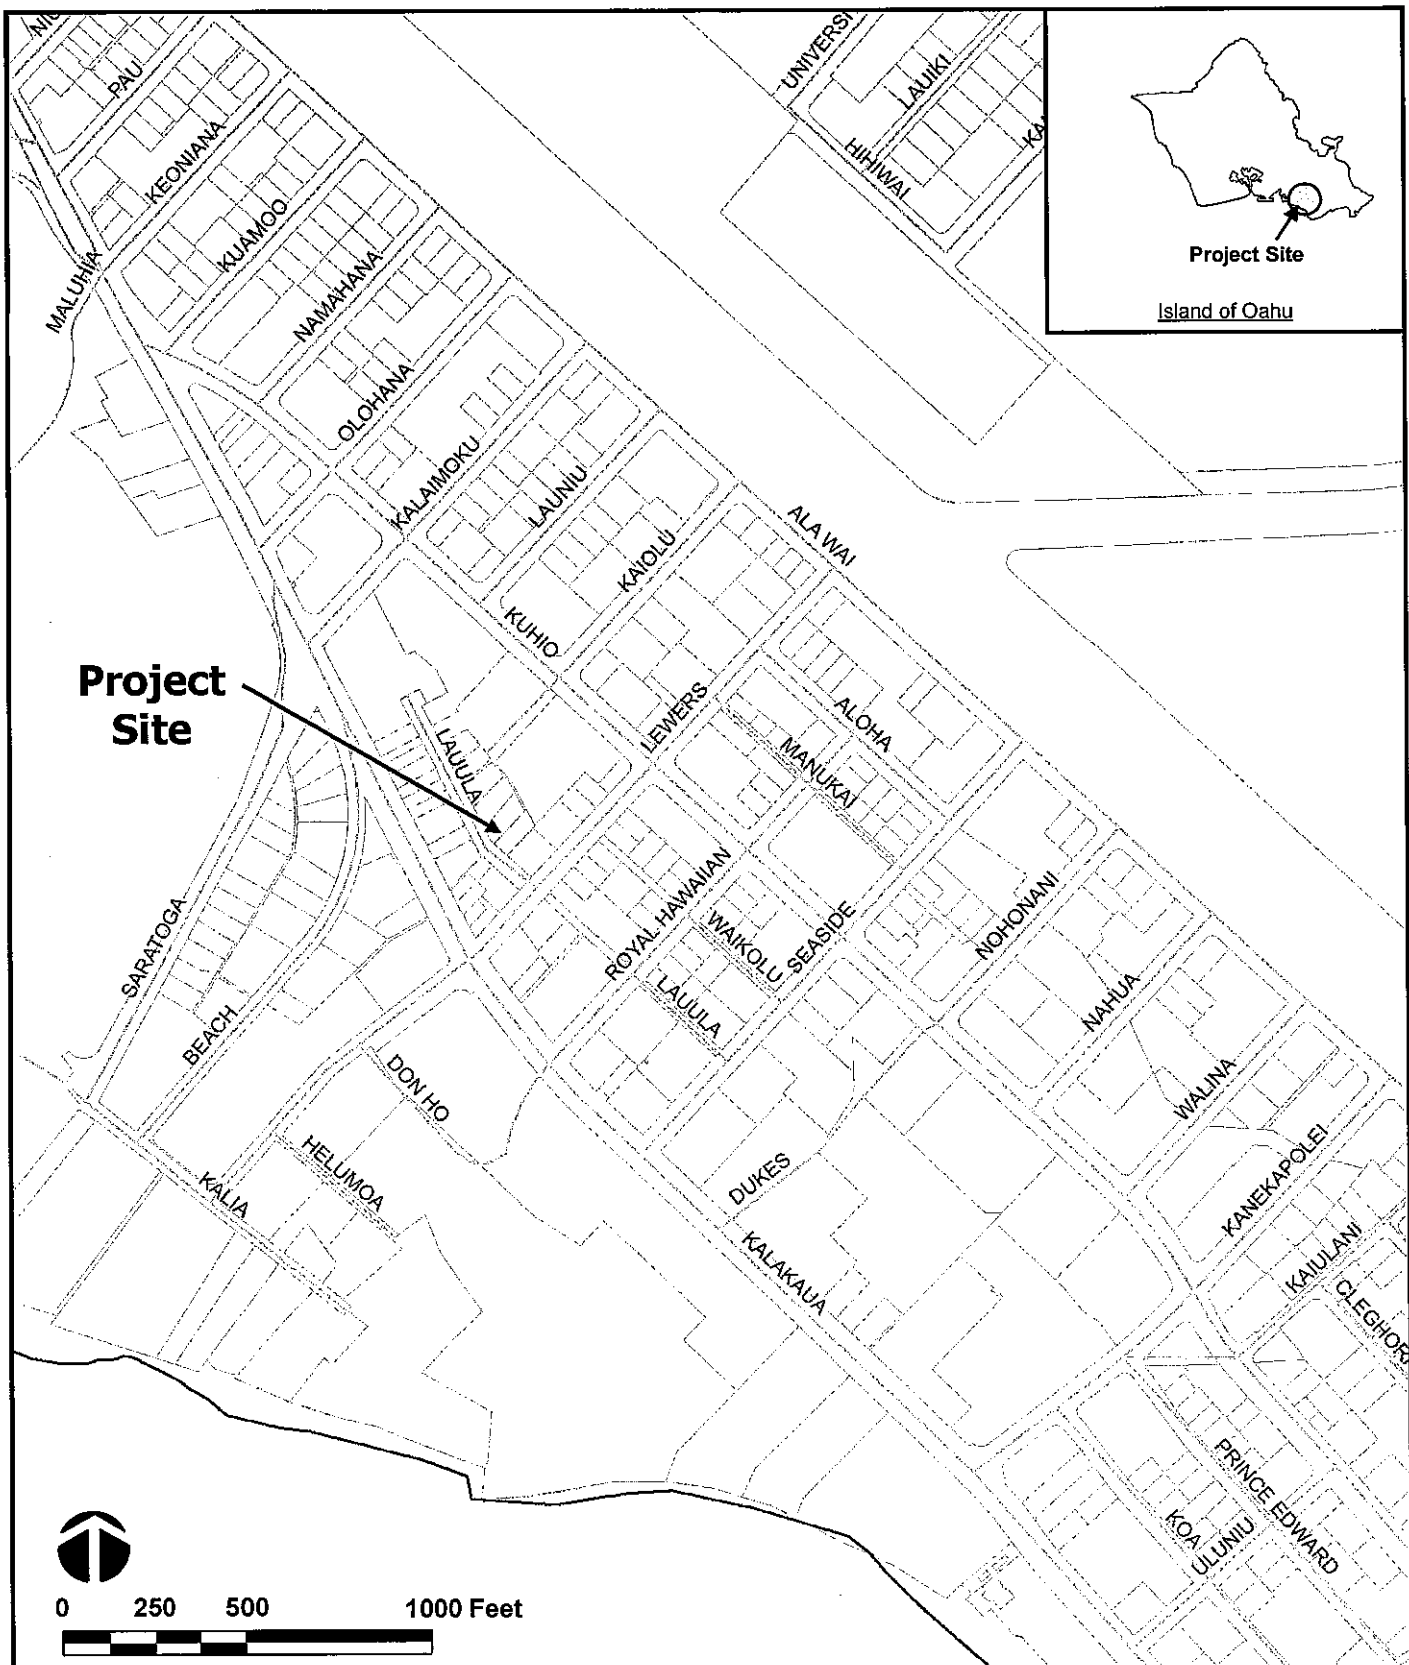 PAU
KEONIANA
KUAMOO
MALUHIA
NAMAHANA
OLOHANA
KALAIMOKU
LAUNIU
KAIOLU
KUHIO
ALA WAI
LAUIKI
HIHIWAI
Project Site
Island of Oahu
Project
Site
LAUULA
LEWERS
ALOHA
MANUKAI
ROYAL HAWAIIAN
WAIKOLU
SEASIDE
LAUULA
NOHONANI
NAHUA
WALINA
KANEKAPOLEI
KAIULANI
SARATOGA
BEACH
DON HO
HELUMOA
KALIA
DUKES
KALAKAUA
PRINCE EDWARD
KOA
ULUNIU
0 250 500 1000 Feet